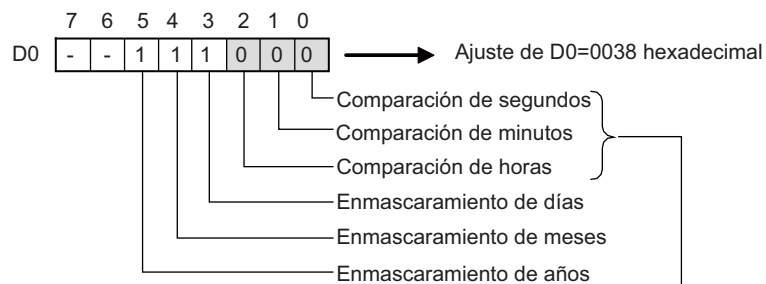 7 6 5 4 3 2 1 0
D0 - - 1 1 1 0 0 0 Ajuste de D0=0038 hexadecimal
Comparación de segundos
Comparación de minutos
Comparación de horas
Enmascaramiento de días
Enmascaramiento de meses
Enmascaramiento de años